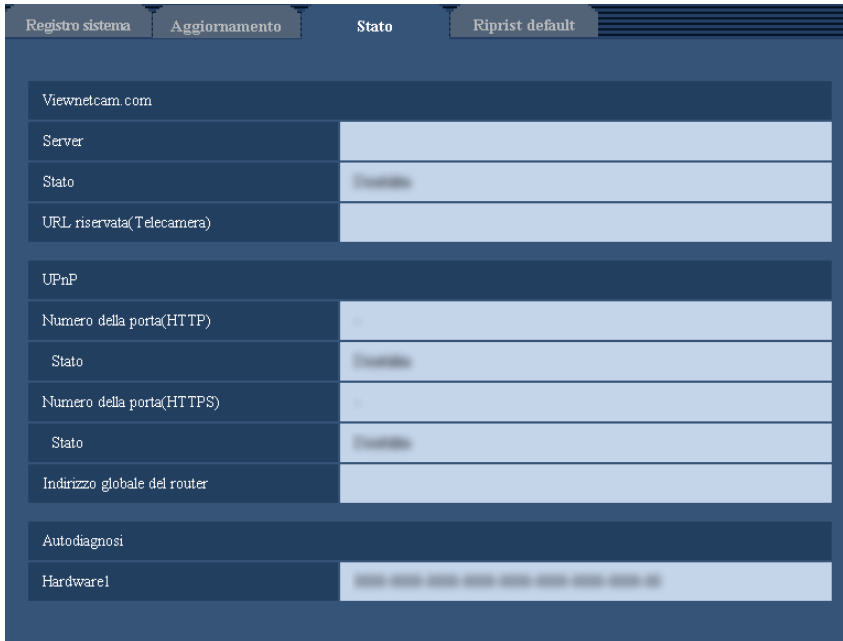 Registro sistema
Aggiornamento
Stato
Riprist default
Viewnetcam.com
Server
Stato
URL riservata(Telecamera)
UPnP
Numero della porta(HTTP)
-
Stato
Numero della porta(HTTPS)
-
Stato
Indirizzo globale del router
Autodiagnosi
Hardware1